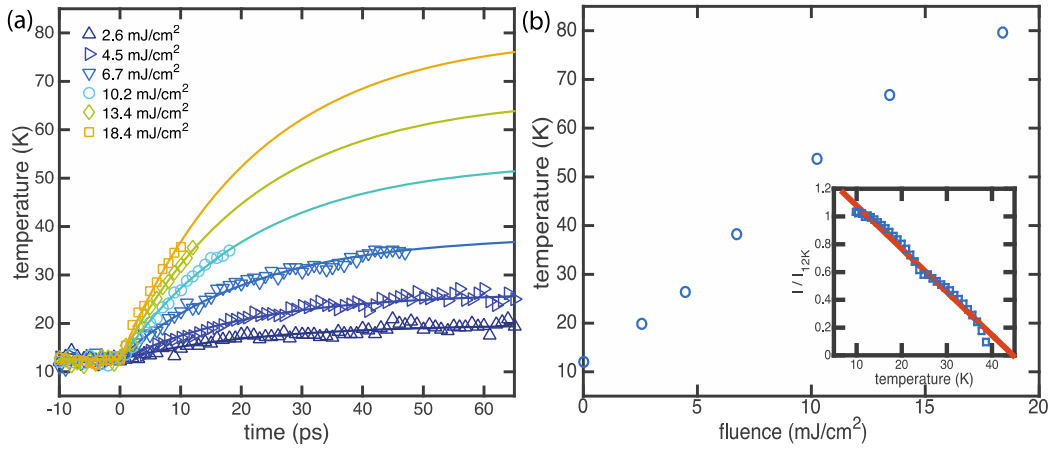 (a)
80
70
60
50
40
30
20
10
temperature (K)
2.6 mJ/cm²
4.5 mJ/cm²
6.7 mJ/cm²
10.2 mJ/cm²
13.4 mJ/cm²
18.4 mJ/cm²
-10 0 10 20 30 40 50 60
time (ps)
(b)
80
70
60
50
40
30
20
10
temperature (K)
0 5 10 15 20
fluence (mJ/cm²)
1.2
1
0.8
0.6
0.4
0.2
0
I / I₁₂K
10 20 30 40
temperature (K)